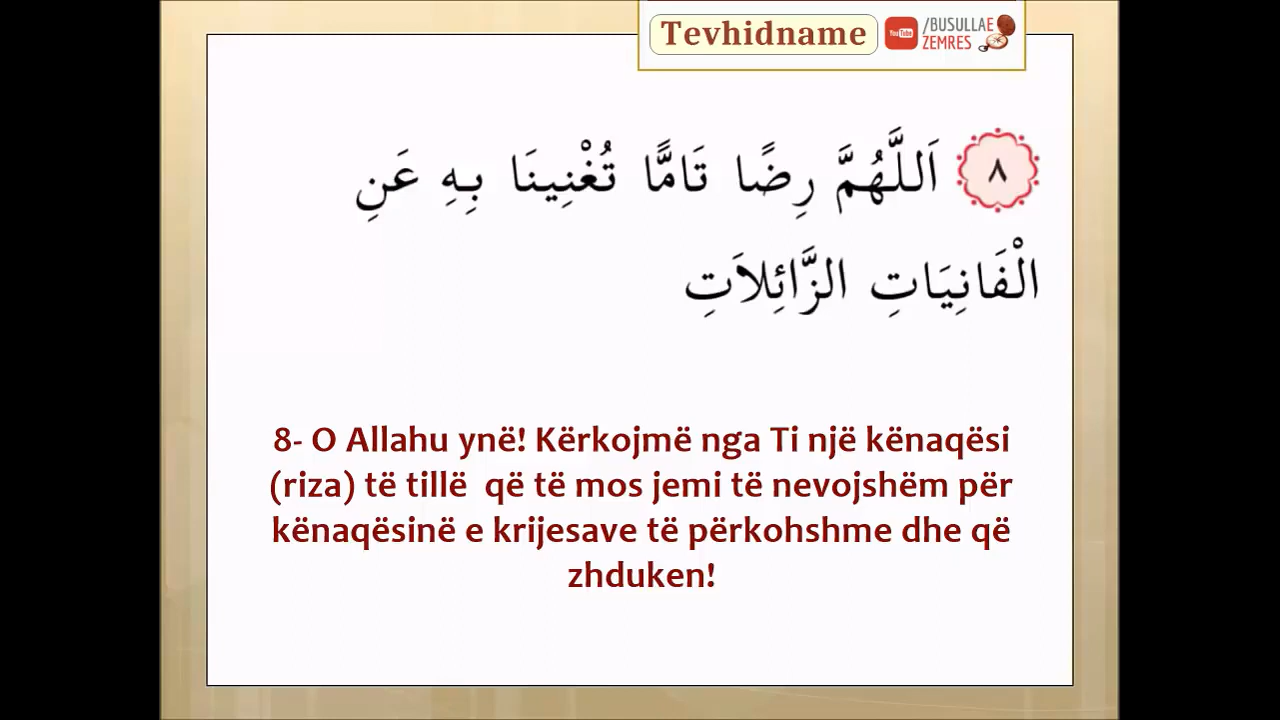 Tevhidname
YouTube
/BUSULLAE
ZEMRES
٨ اَللَّهُمَّ رِضًا تَامًّا تُغْنِينَا بِهِ عَنِ
الْفَانِيَاتِ الزَّائِلاَتِ
8- O Allahu ynë! Kërkojmë nga Ti një kënaqësi
(riza) të tillë që të mos jemi të nevojshëm për
kënaqësinë e krijesave të përkohshme dhe që
zhduken!